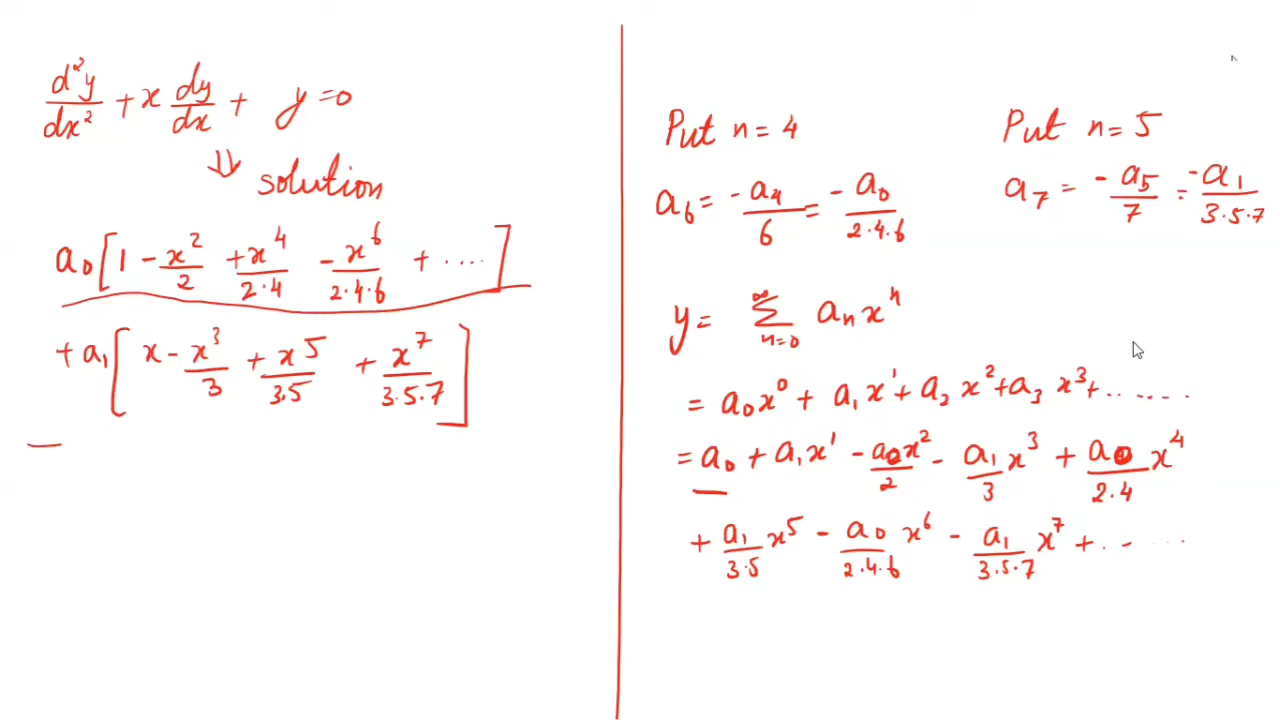 d²y/dx² + x dy/dx + y = 0
⇓ solution
a₀[1 - x²/2 + x⁴/2·4 - x⁶/2·4·6 + ....]
+ a₁[x - x³/3 + x⁵/3.5 + x⁷/3.5.7]
Put n = 4
a₆ = -a₄/6 = -a₀/2·4·6
Put n = 5
a₇ = -a₅/7 = -a₁/3.5.7
y = ∞∑n=0 aₙxⁿ
= a₀x⁰ + a₁x¹ + a₂x² + a₃x³ + .......
= a₀ + a₁x¹ - a₀x²/2 - a₁/3 x³ + a₀/2.4 x⁴
+ a₁/3.5 x⁵ - a₀/2.4.6 x⁶ - a₁/3.5.7 x⁷ + .......